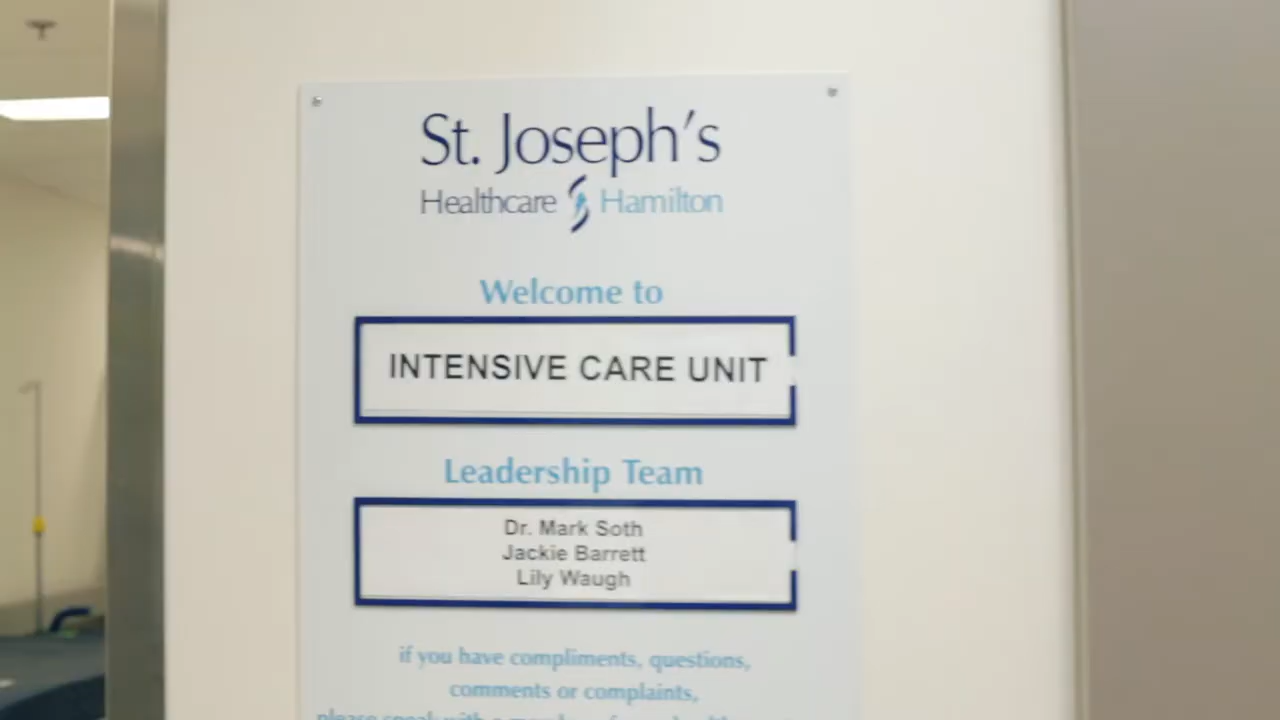 St. Joseph's
Healthcare Hamilton
Welcome to
INTENSIVE CARE UNIT
Leadership Team
Dr. Mark Soth
Jackie Barrett
Lily Waugh
if you have compliments, questions,
comments or complaints,